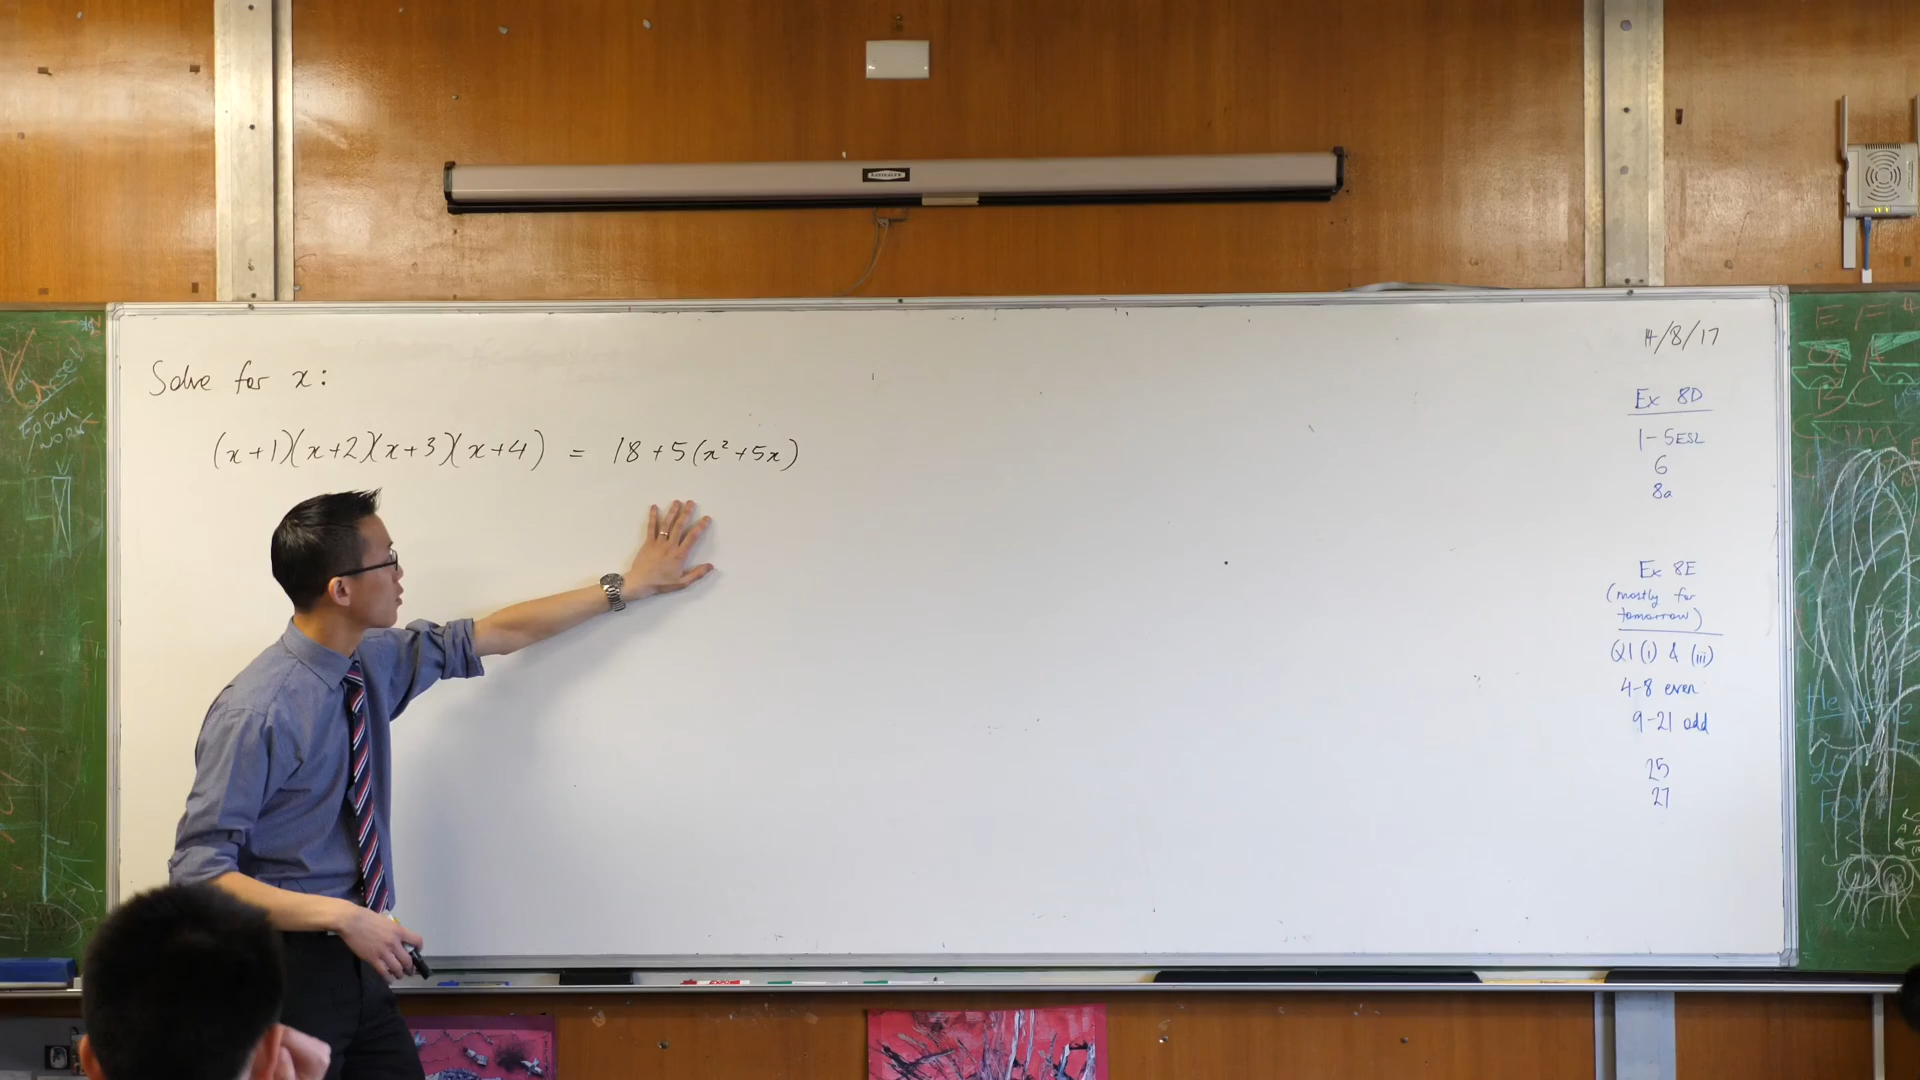 Solve for x:
(x+1)(x+2)(x+3)(x+4) = 18 + 5(x² + 5x)
14/8/17
Ex 8D
1-5ESL
6
8a
Ex 8E
(mostly for
tomorrow)
Q1 (i) & (iii)
4-8 even
9-21 odd
25
27